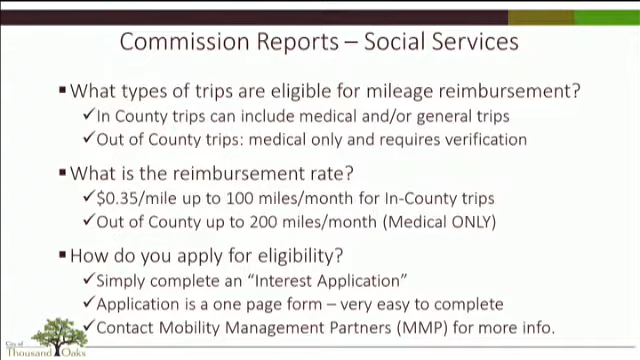 Commission Reports – Social Services
What types of trips are eligible for mileage reimbursement?
In County trips can include medical and/or general trips
Out of County trips: medical only and requires verification
What is the reimbursement rate?
$0.35/mile up to 100 miles/month for In-County trips
Out of County up to 200 miles/month (Medical ONLY)
How do you apply for eligibility?
Simply complete an “Interest Application”
Application is a one page form – very easy to complete
Contact Mobility Management Partners (MMP) for more info.
City of
Thousand Oaks